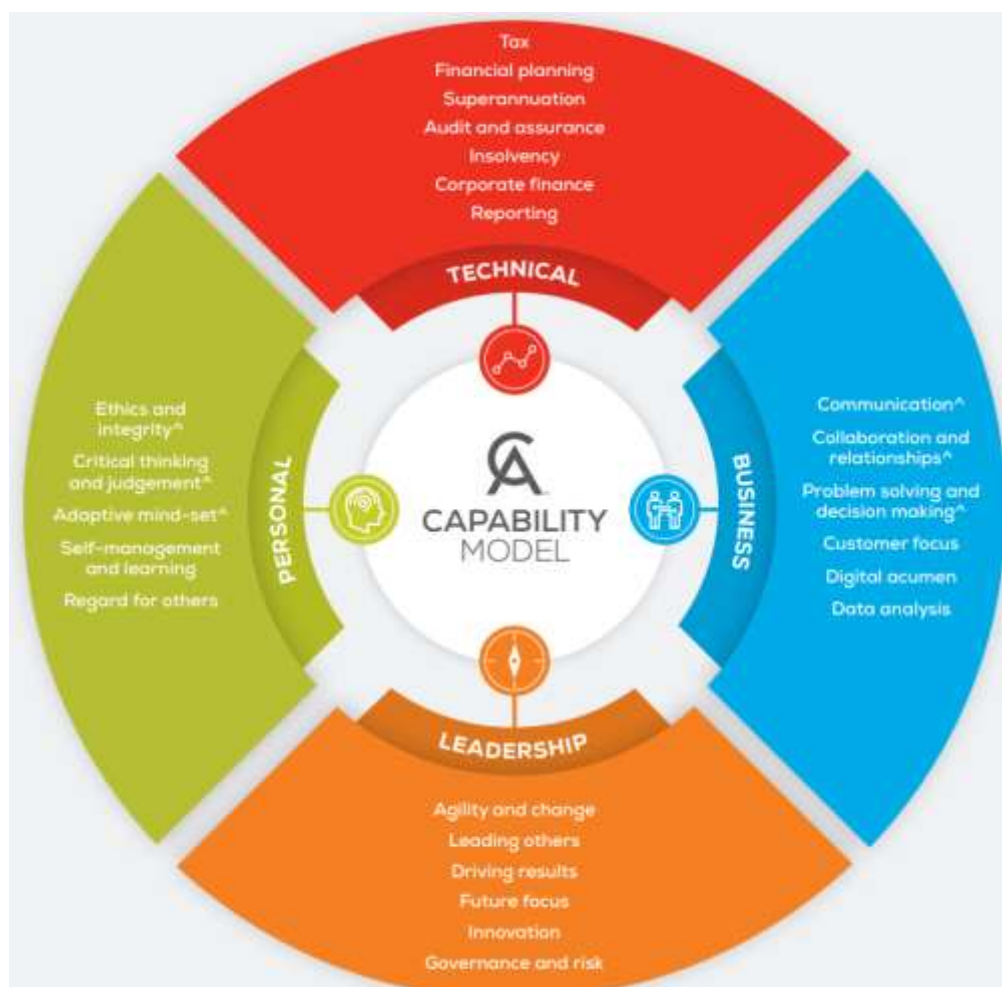 Tax
Financial planning
Superannuation
Audit and assurance
Insolvency
Corporate finance
Reporting
TECHNICAL
Ethics and
integrity^
Critical thinking
and judgement^
Adaptive mind-set^
Self-management
and learning
Regard for others
PERSONAL
CA
CAPABILITY
MODEL
BUSINESS
Communication^
Collaboration and
relationships^
Problem solving and
decision making^
Customer focus
Digital acumen
Data analysis
LEADERSHIP
Agility and change
Leading others
Driving results
Future focus
Innovation
Governance and risk